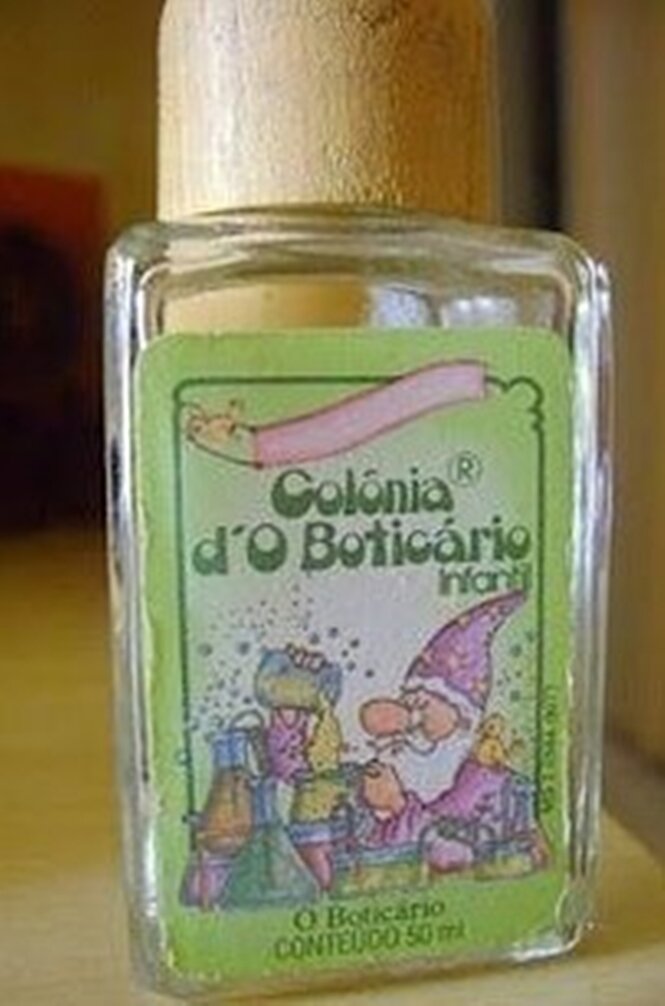 Colônia®
d'O Boticário
infantil
O Boticário
CONTEÚDO 50 ml